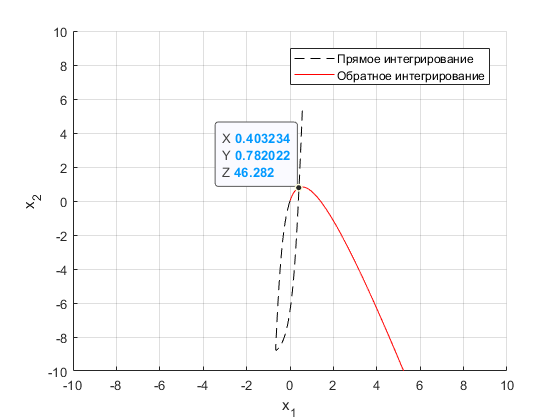 10
8
6
4
2
0
-2
-4
-6
-8
-10
x2
Прямое интегрирование
Обратное интегрирование
X 0.403234
Y 0.782022
Z 46.282
-10 -8 -6 -4 -2 0 2 4 6 8 10
x1